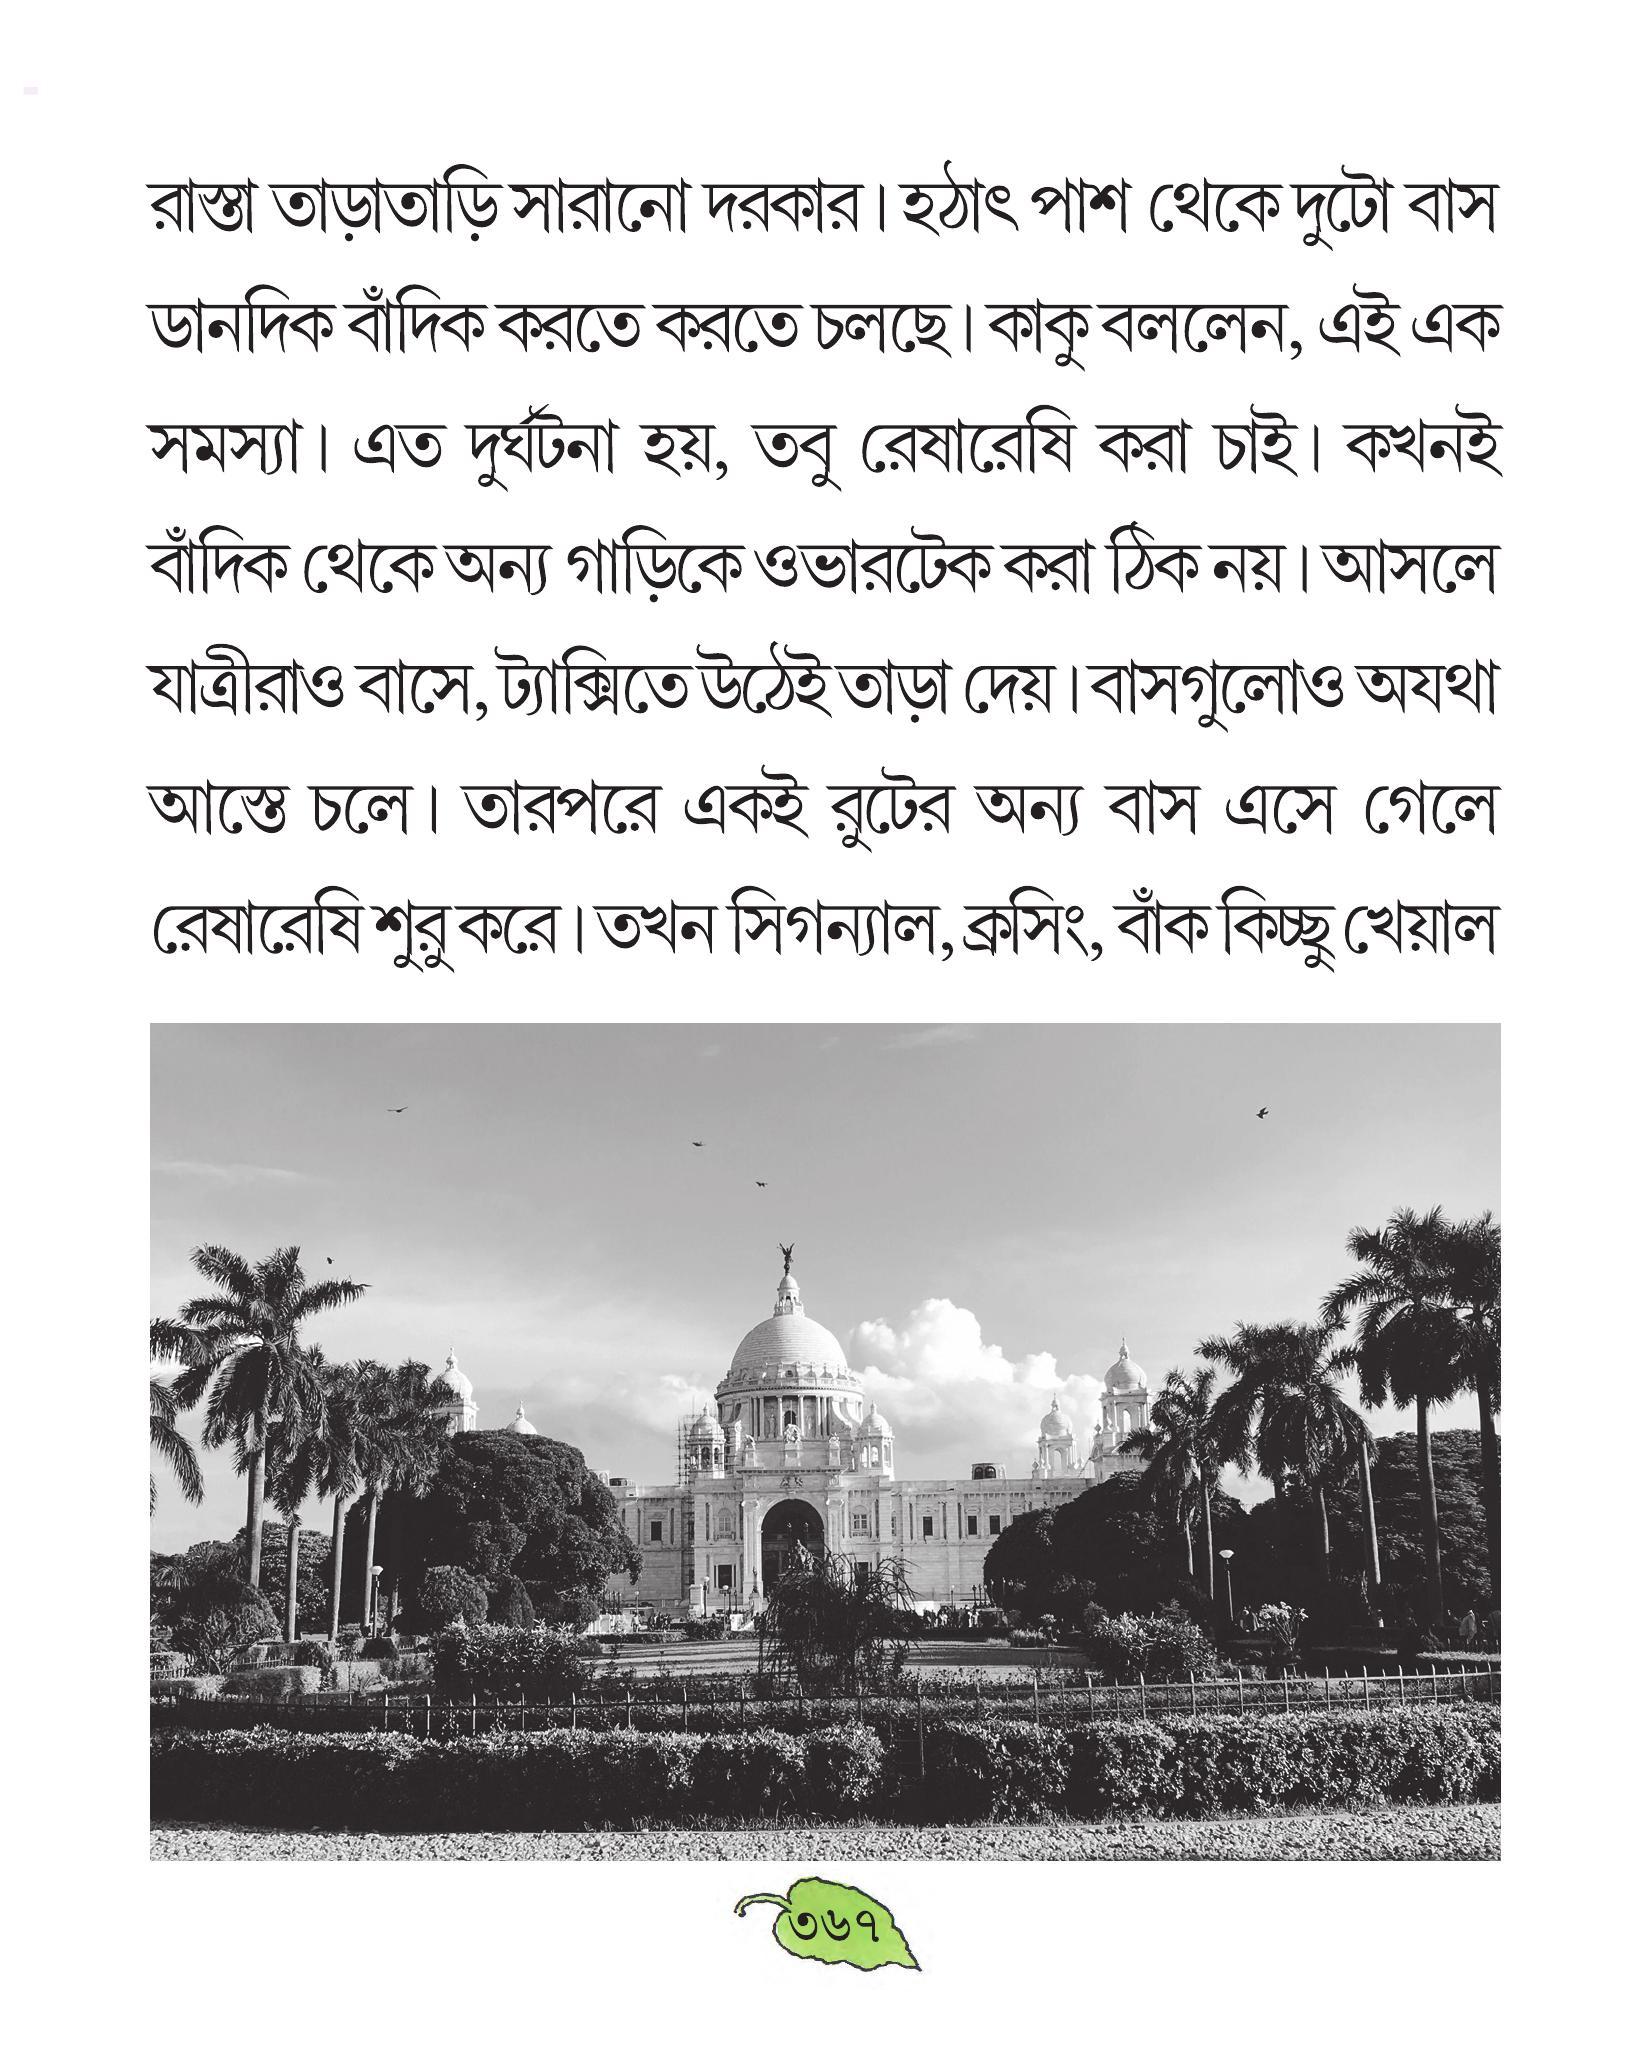 রাস্তা তাড়াতাড়ি সারানো দরকার। হঠাৎ পাশ থেকে দুটো বাস
ডানদিক বাঁদিক করতে করতে চলছে। কাকু বললেন, এই এক
সমস্যা। এত দুর্ঘটনা হয়, তবু রেষারেষি করা চাই। কখনই
বাঁদিক থেকে অন্য গাড়িকে ওভারটেক করা ঠিক নয়। আসলে
যাত্রীরাও বাসে, ট্যাক্সিতে উঠেই তাড়া দেয়। বাসগুলোও অযথা
আস্তে চলে। তারপরে একই রুটের অন্য বাস এসে গেলে
রেষারেষি শুরু করে। তখন সিগন্যাল, ক্রসিং, বাঁক কিচ্ছু খেয়াল
৩৬৭